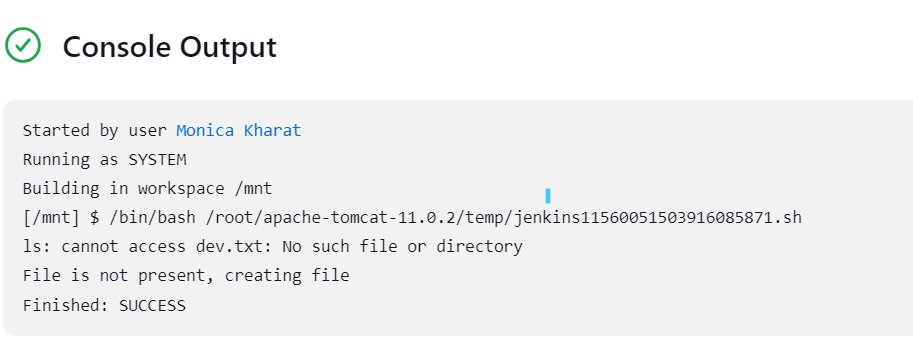 Console Output
Started by user Monica Kharat
Running as SYSTEM
Building in workspace /mnt
[/mnt] $ /bin/bash /root/apache-tomcat-11.0.2/temp/jenkins11560051503916085871.sh
ls: cannot access dev.txt: No such file or directory
File is not present, creating file
Finished: SUCCESS